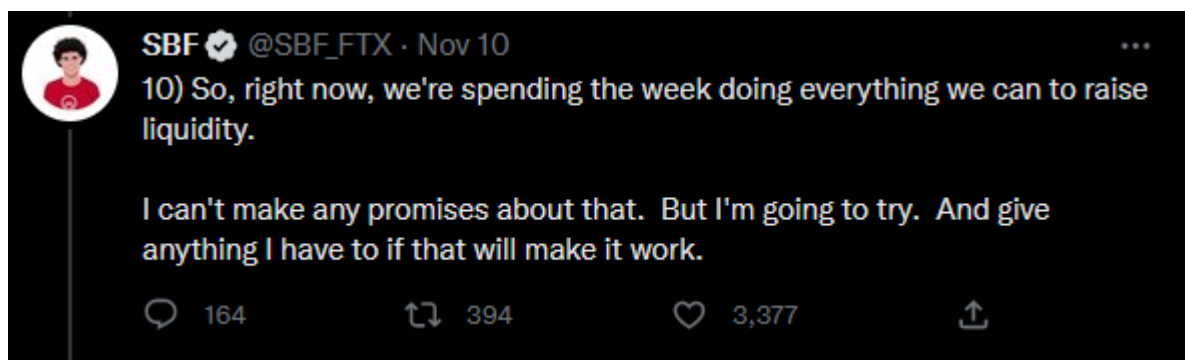 SBF @SBF_FTX · Nov 10
10) So, right now, we're spending the week doing everything we can to raise
liquidity.
I can't make any promises about that.  But I'm going to try.  And give
anything I have to if that will make it work.
164 394 3,377